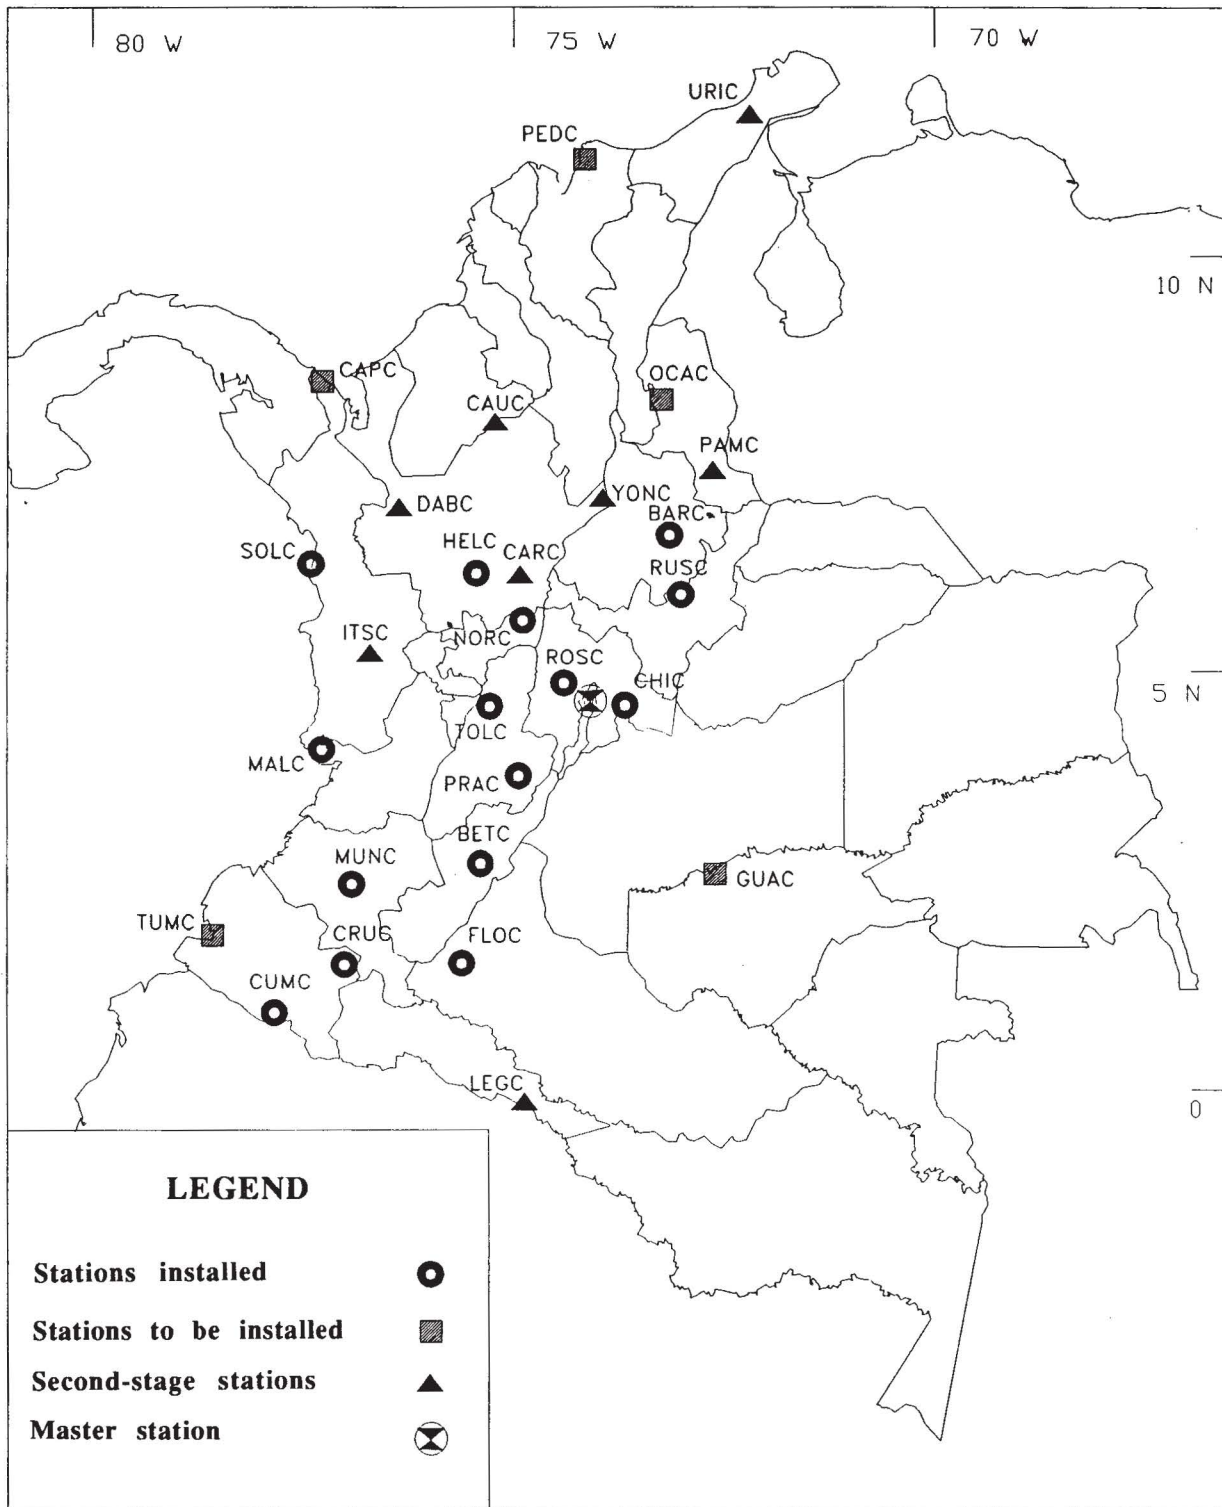 80 W
75 W
70 W
URIC
PEDC
10 N
CAPC
OCAC
CAUC
PAMC
YONC
DABC
BARC
SOLC
HELC
CARC
RUSC
ITSC
NORC
ROSC
CHIC
5 N
TOLC
MALC
PRAC
BETC
MUNC
GUAC
TUMC
CRUC
FLOC
CUMC
LEGC
0
LEGEND
Stations installed
Stations to be installed
Second-stage stations
Master station